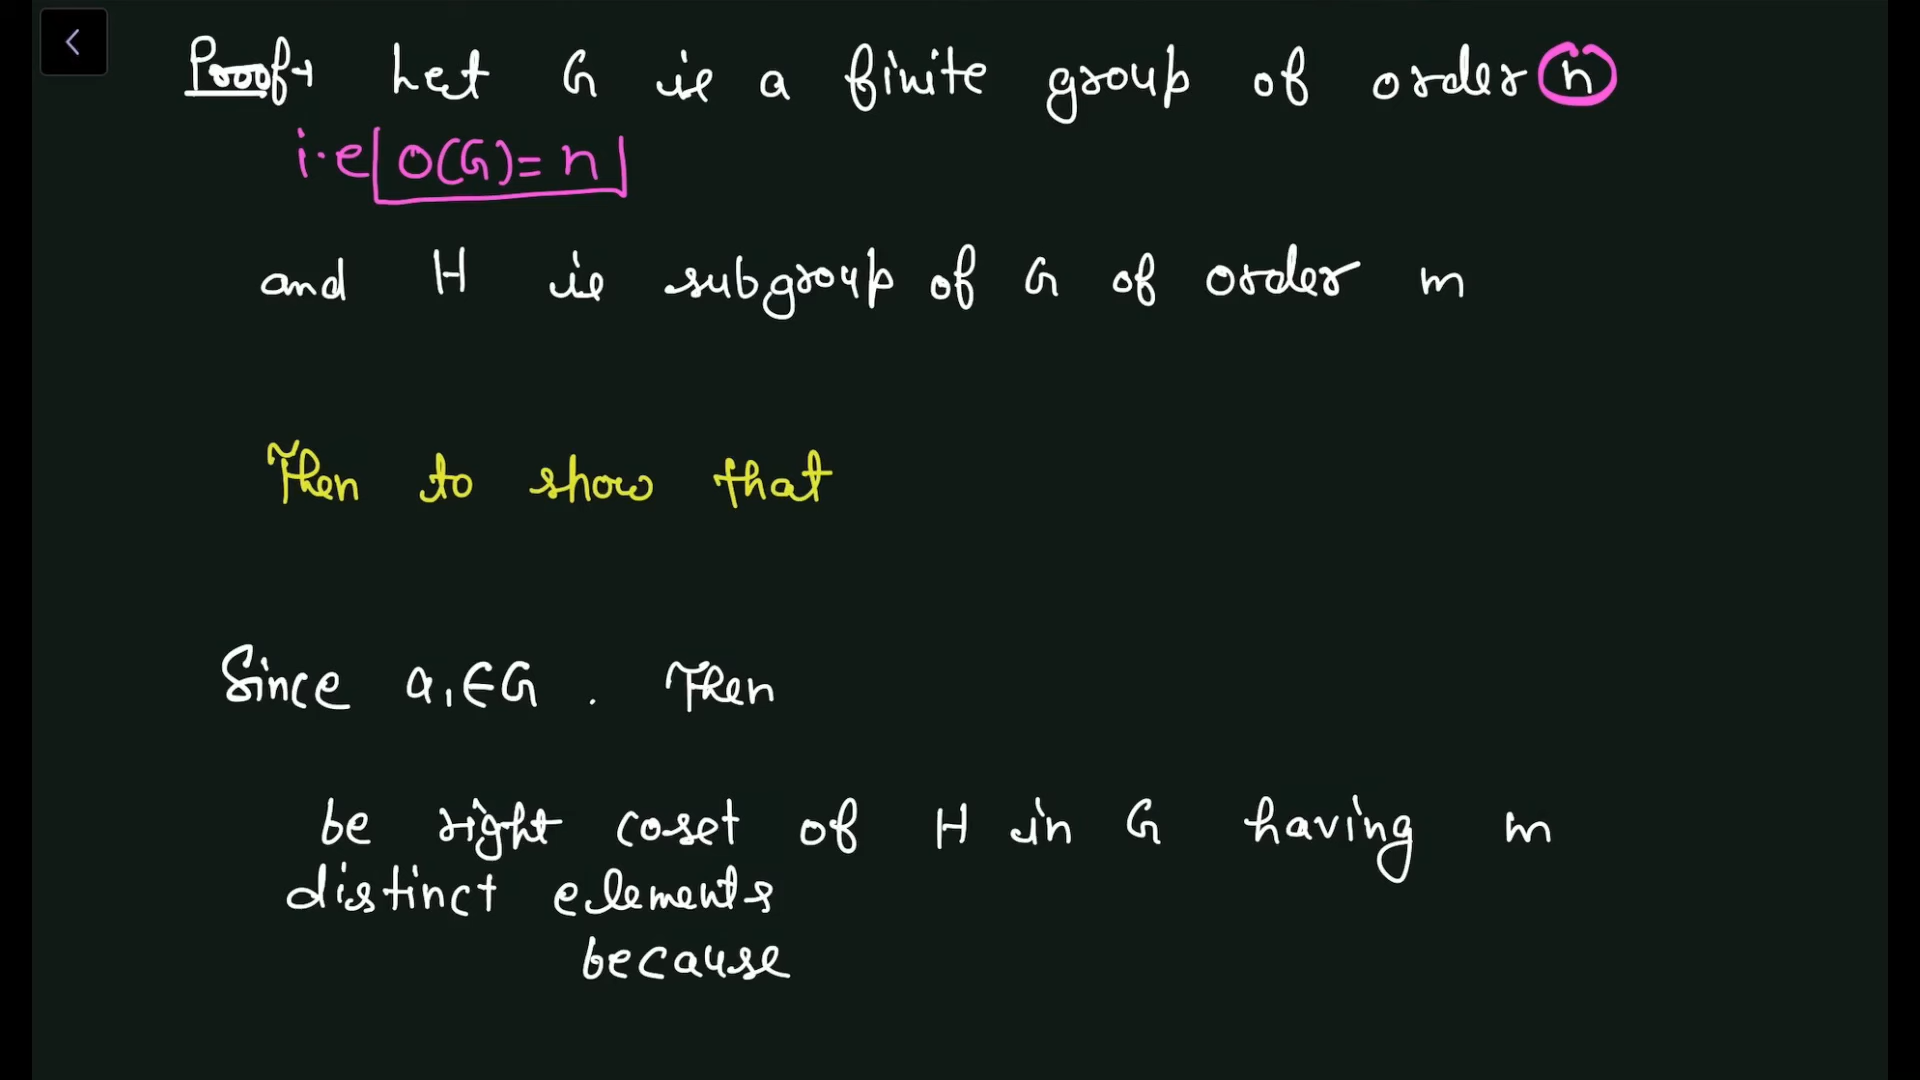 Proof→ Let G is a finite group of order n
i.e O(G) = n
and H is subgroup of G of order m
Then to show that
Since a₁∈G . Then
be right coset of H in G having m
distinct elements
because